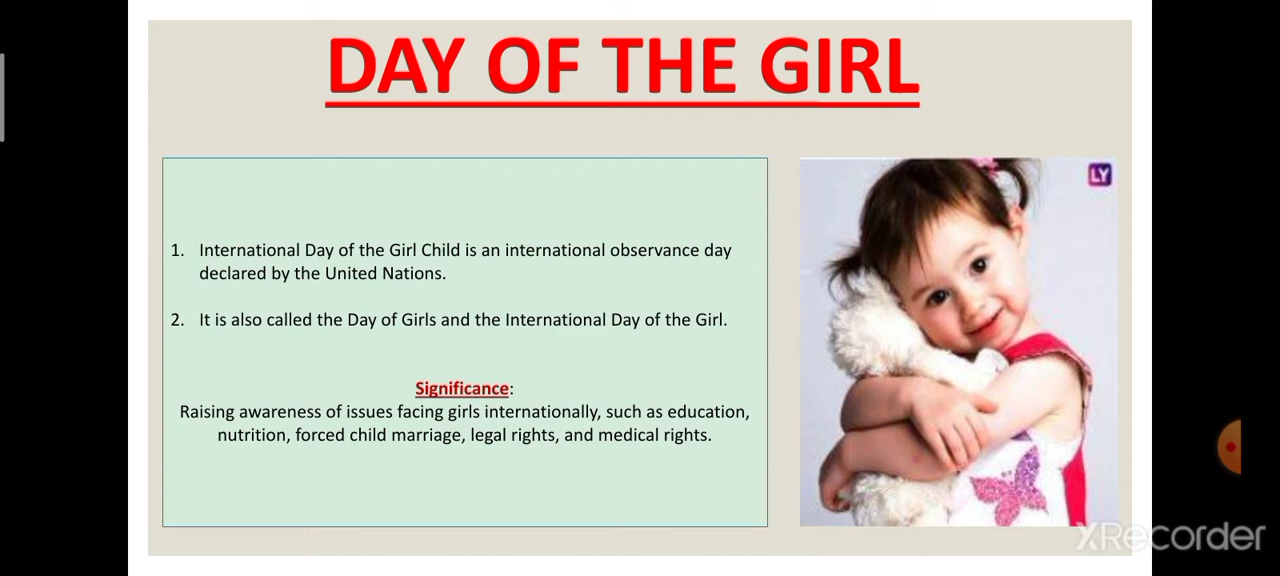 DAY OF THE GIRL
LY
1. International Day of the Girl Child is an international observance day
declared by the United Nations.
2. It is also called the Day of Girls and the International Day of the Girl.
Significance:
Raising awareness of issues facing girls internationally, such as education,
nutrition, forced child marriage, legal rights, and medical rights.
XRecorder